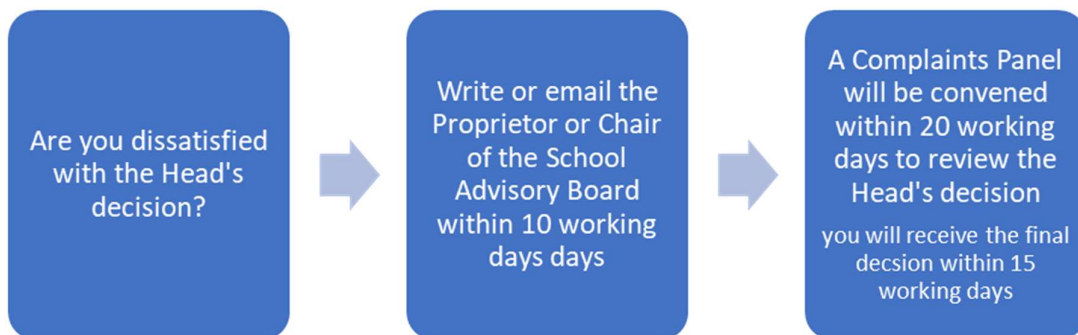 Are you dissatisfied
with the Head's
decision?
Write or email the
Proprietor or Chair
of the School
Advisory Board
within 10 working
days days
A Complaints Panel
will be convened
within 20 working
days to review the
Head's decision
you will receive the final
decsion within 15
working days